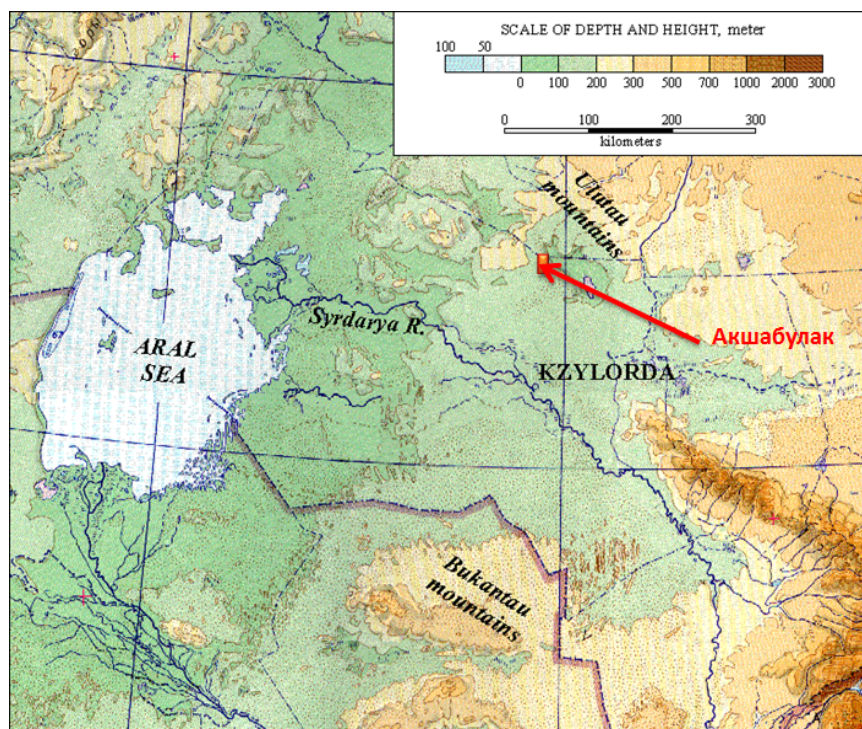 SCALE OF DEPTH AND HEIGHT, meter
100 50
0 100 200 300 500 700 1000 2000 3000
0 100 200 300
kilometers
Ulutau
mountains
Syrdarya R.
Акшабулак
ARAL
SEA
KZYLORDA
Bukantau
mountains